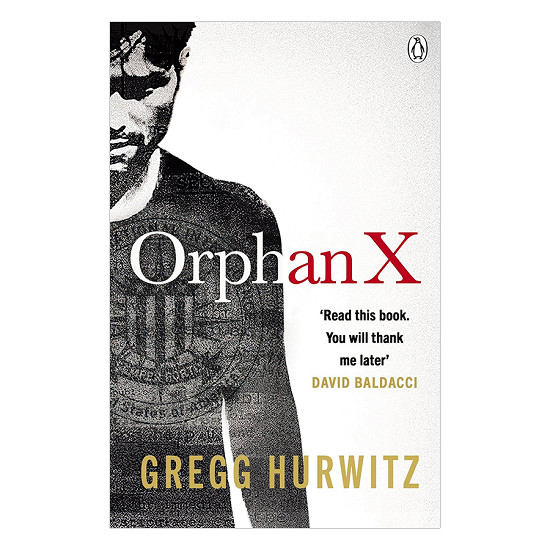 Orphan X
‘Read this book.
You will thank
me later’
DAVID BALDACCI
GREGG HURWITZ